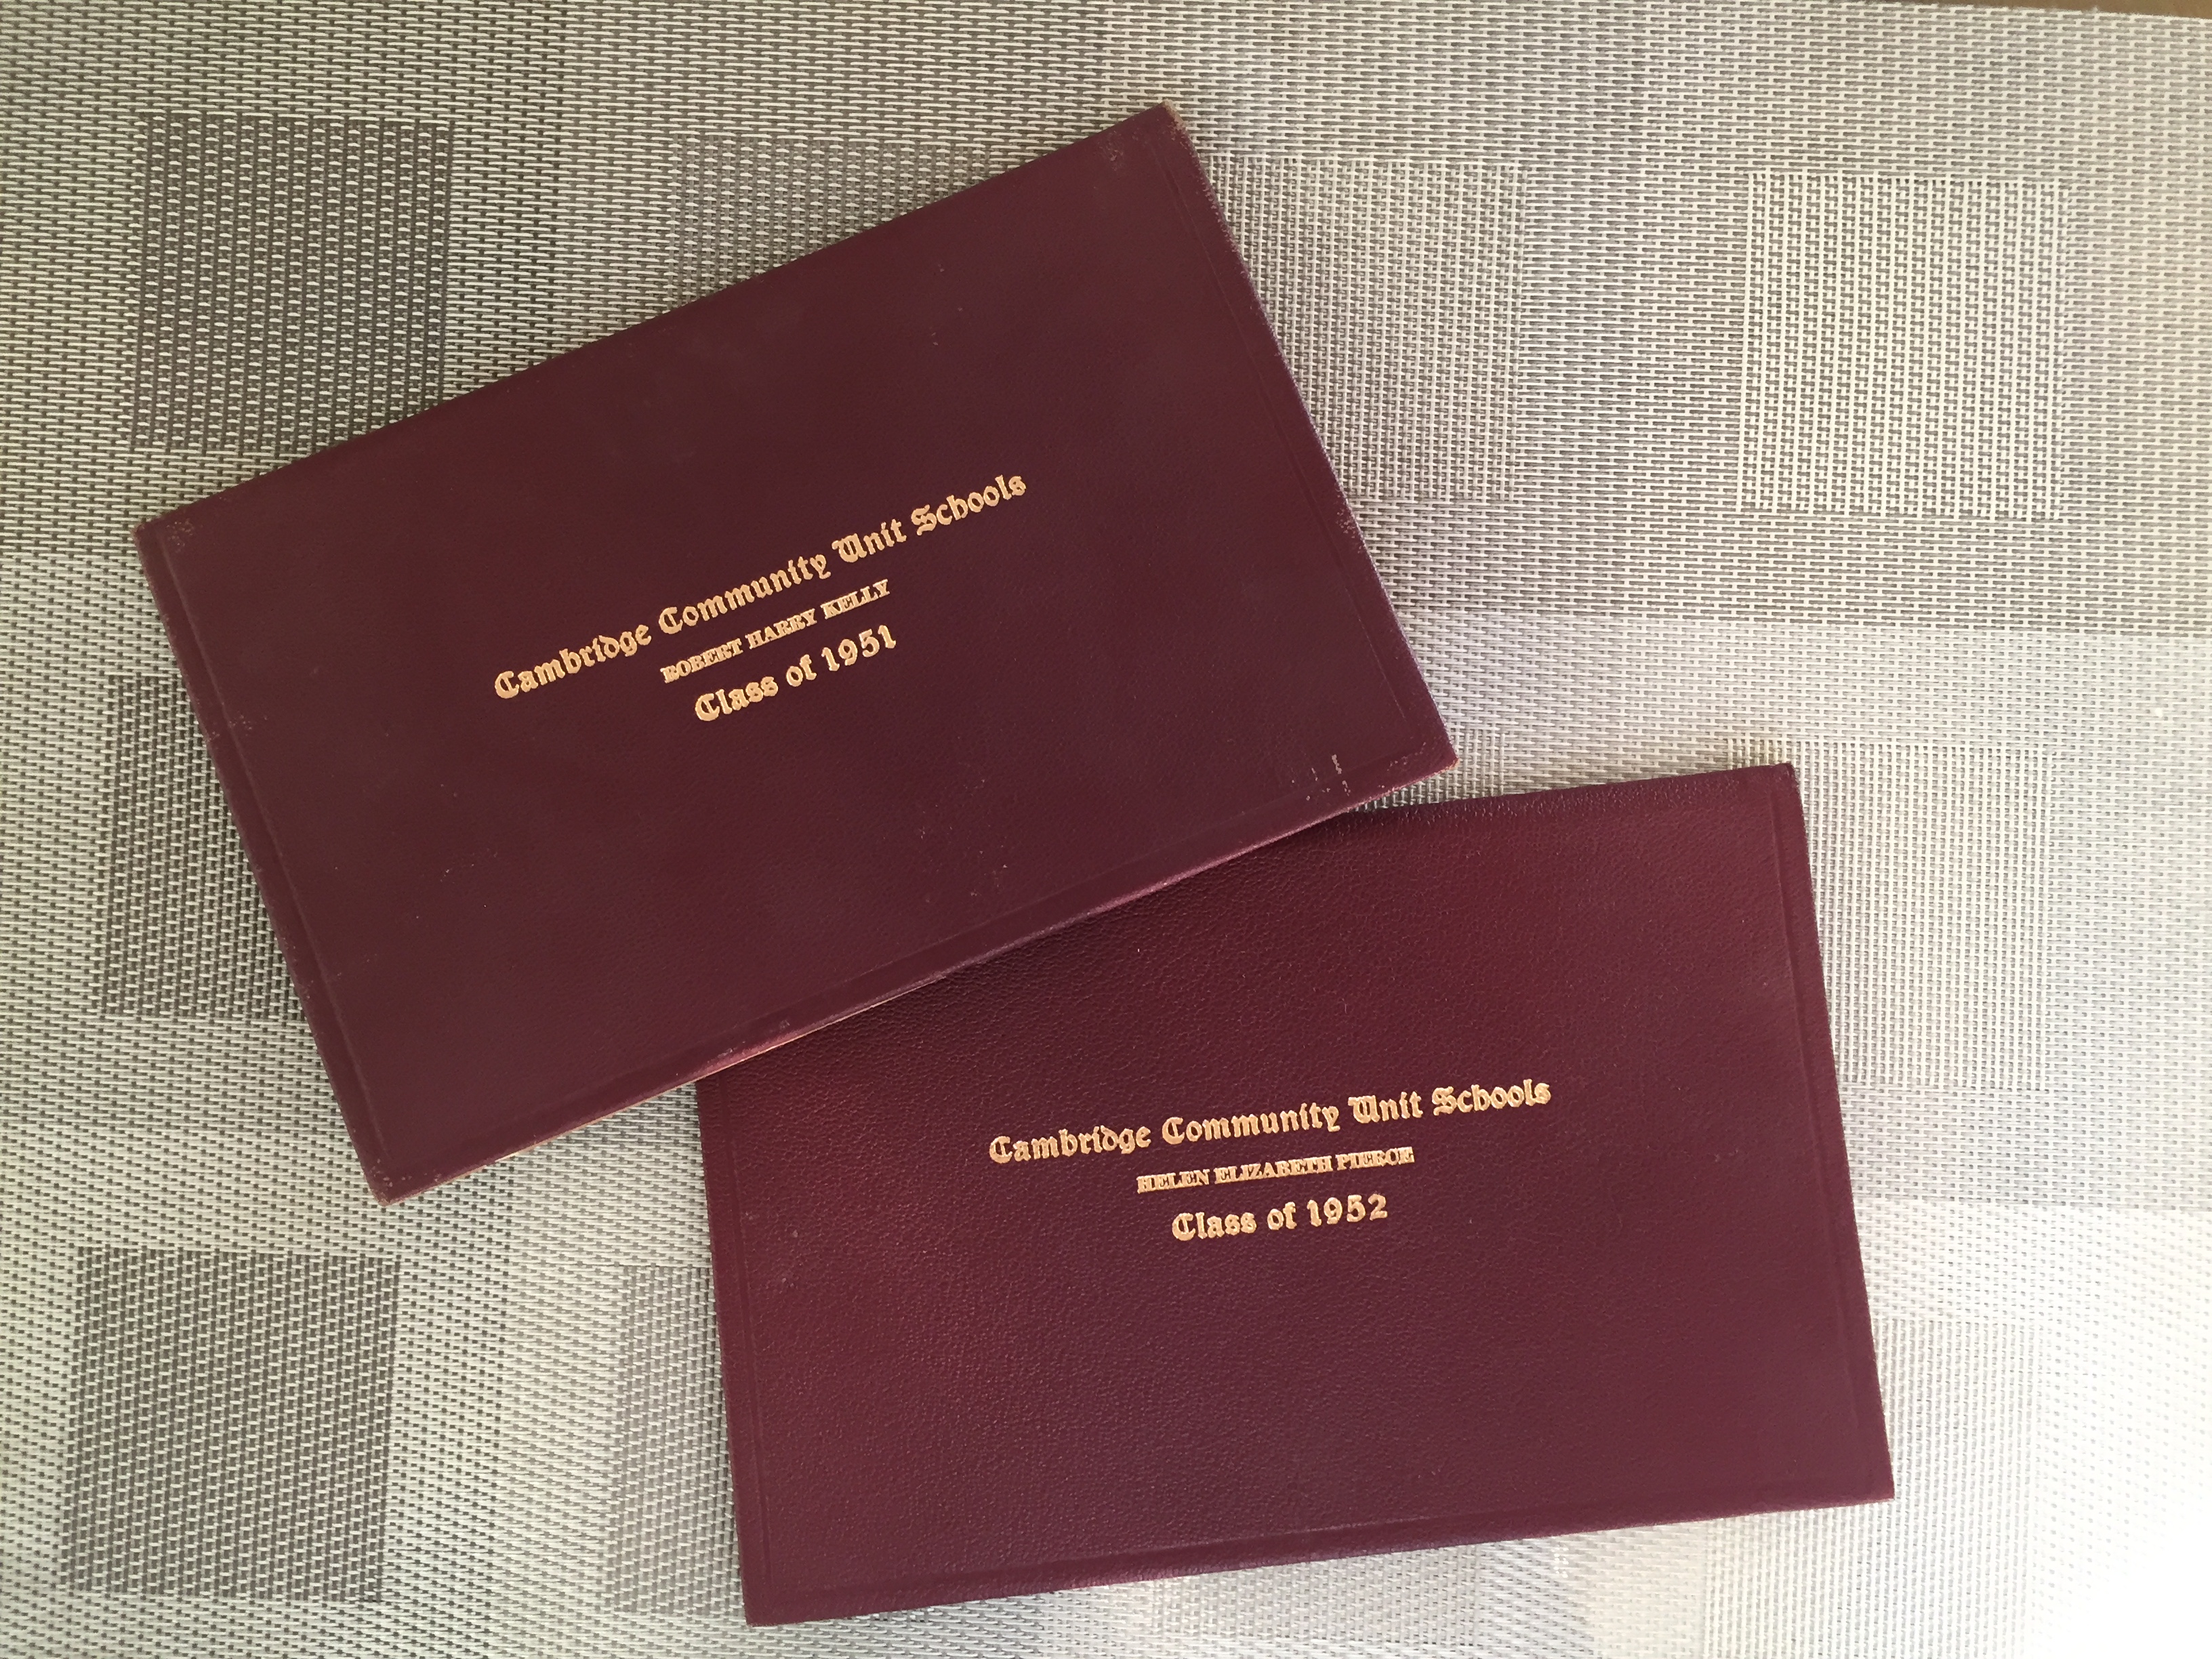 Cambridge Community Unit Schools
ROBERT HARRY KELLY
Class of 1951
Cambridge Community Unit Schools
HELEN ELIZABETH PIERCE
Class of 1952